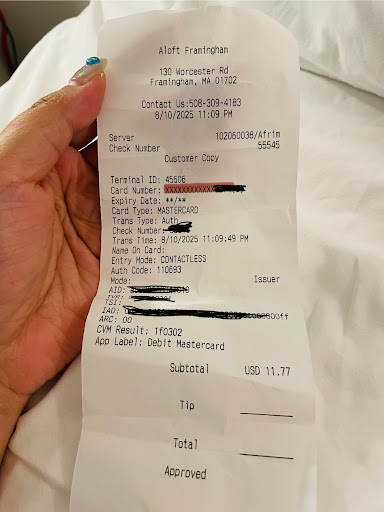 Aloft Framingham
130 Worcester Rd
Framingham, MA 01702
Contact Us:508-309-4183
8/10/2025 11:09 PM
Server 102060038/Afrim
Check Number 55545
Customer Copy
Terminal ID: 45606
Card Number: XXXXXXXXXXXX
Expiry Date: **/**
Card Type: MASTERCARD
Trans Type: Auth
Check Number:
Trans Time: 8/10/2025 11:09:49 PM
Name On Card:
Entry Mode: CONTACTLESS
Auth Code: 110693
Mode: Issuer
AID:
TVR:
TSI:
IAD:
ARC: 00
CVM Result: 1f0302
App Label: Debit Mastercard
Subtotal USD 11.77
Tip
Total
Approved